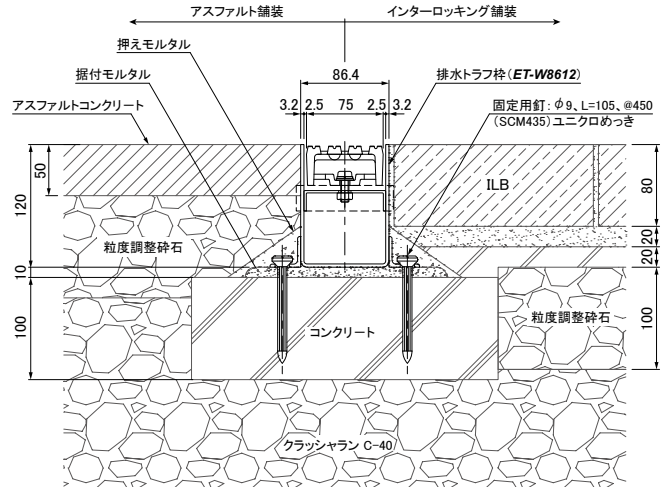 アスファルト舗装
インターロッキング舗装
押えモルタル
86.4
排水トラフ枠(ET-W8612)
据付モルタル
3.2 2.5 75 2.5 3.2
固定用釘:φ9、L=105、@450
(SCM435)ユニクロめっき
アスファルトコンクリート
50
120
ILB
80
粒度調整砕石
20
20
10
コンクリート
粒度調整砕石
100
100
クラッシャラン C-40